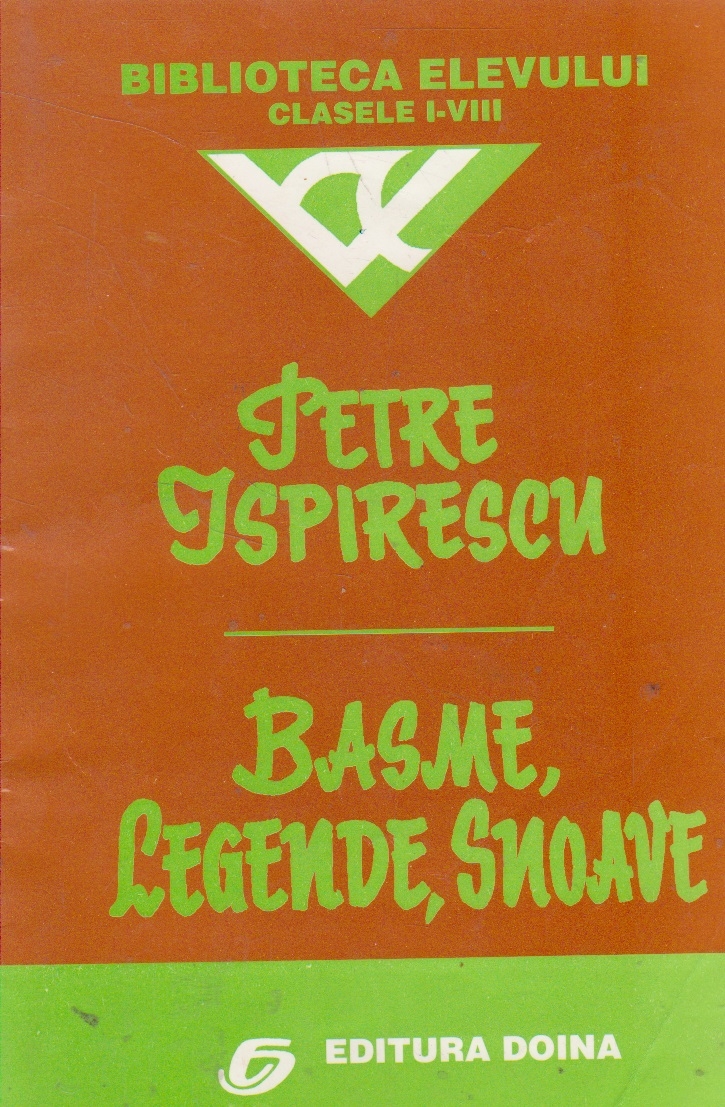 BIBLIOTECA ELEVULUI
CLASELE I-VIII
PETRE
ISPIRESCU
BASME,
LEGENDE, SNOAVE
EDITURA DOINA